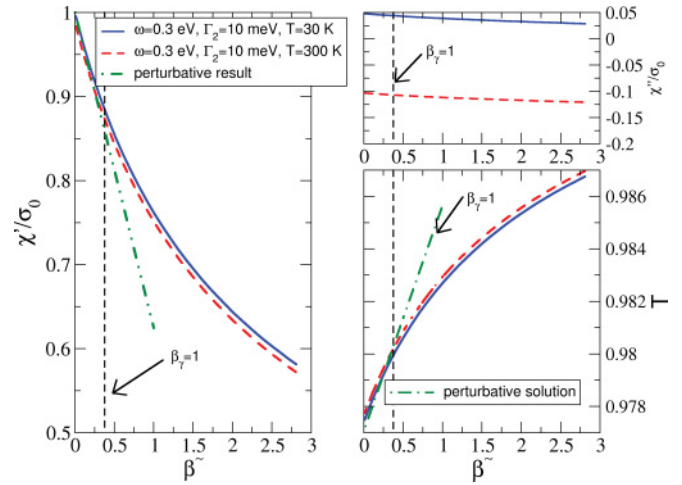 ω=0.3 eV, Γ₂=10 meV, T=30 K
ω=0.3 eV, Γ₂=10 meV, T=300 K
perturbative result
1
0.9
0.8
0.7
0.6
0.5
χ'/σ₀
βγ=1
0 0.5 1 1.5 2 2.5 3
β~
βγ=1
0.05
0
-0.05
-0.1
-0.15
-0.2
χ''/σ₀
0 0.5 1 1.5 2 2.5 3
βγ=1
0.986
0.984
0.982
0.98
0.978
T
perturbative solution
0 0.5 1 1.5 2 2.5 3
β~